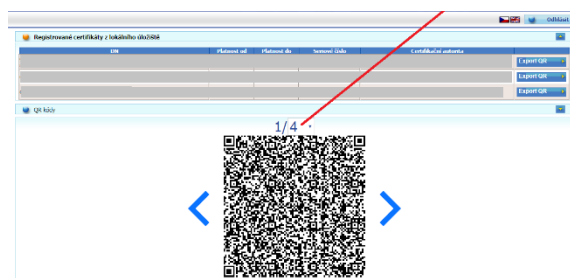 Odhlásit
Registrované certifikáty z lokálního úložiště
DN Platnost od Platnost do Seriové číslo Certifikační autorita
Export QR
Export QR
Export QR
QR kódy
1/4